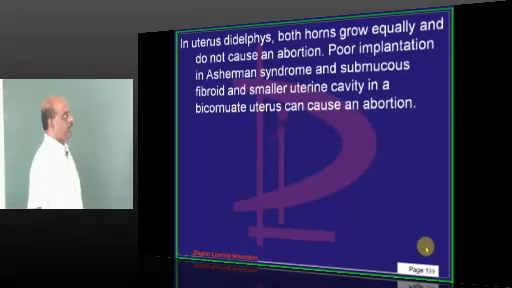 In uterus didelphys, both horns grow equally and
do not cause an abortion. Poor implantation
in Asherman syndrome and submucous
fibroid and smaller uterine cavity in a
bicornuate uterus can cause an abortion.
Page 539